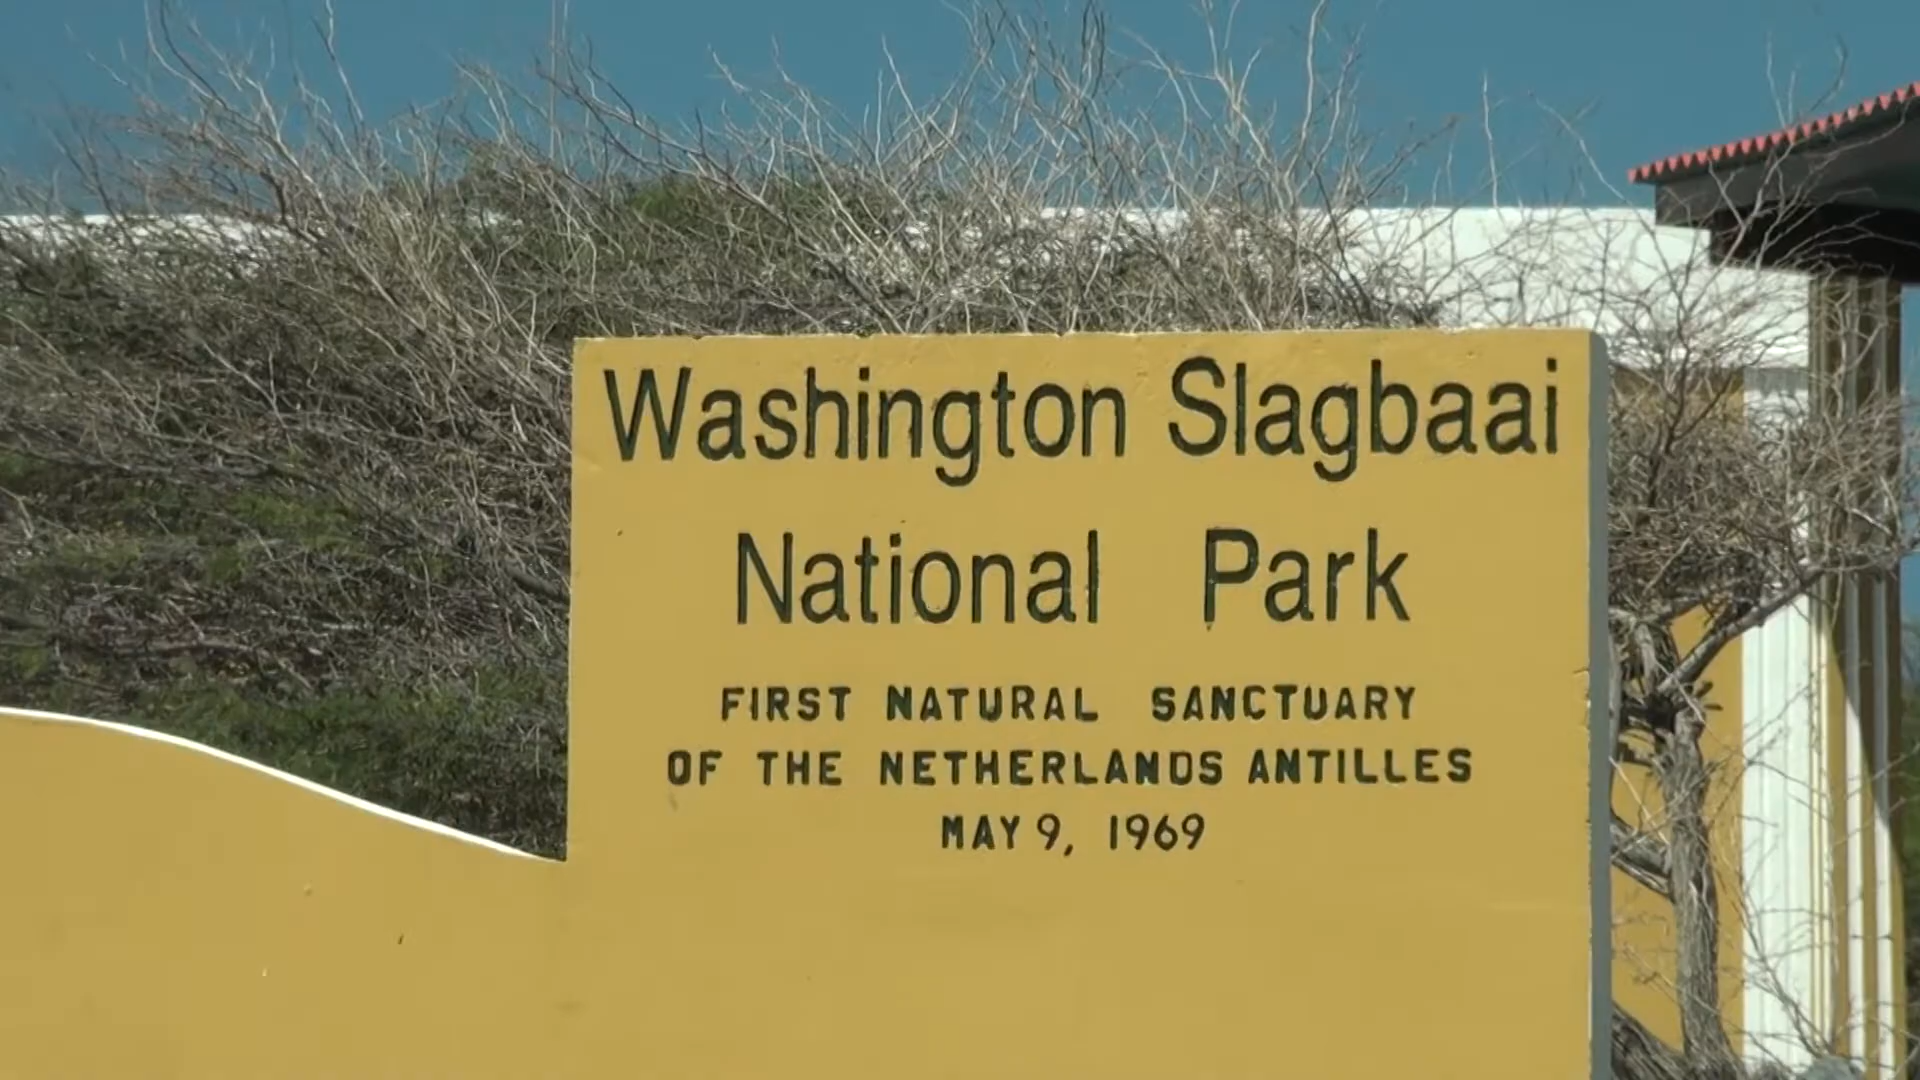 Washington Slagbaai
National Park
FIRST NATURAL SANCTUARY
OF THE NETHERLANDS ANTILLES
MAY 9, 1969